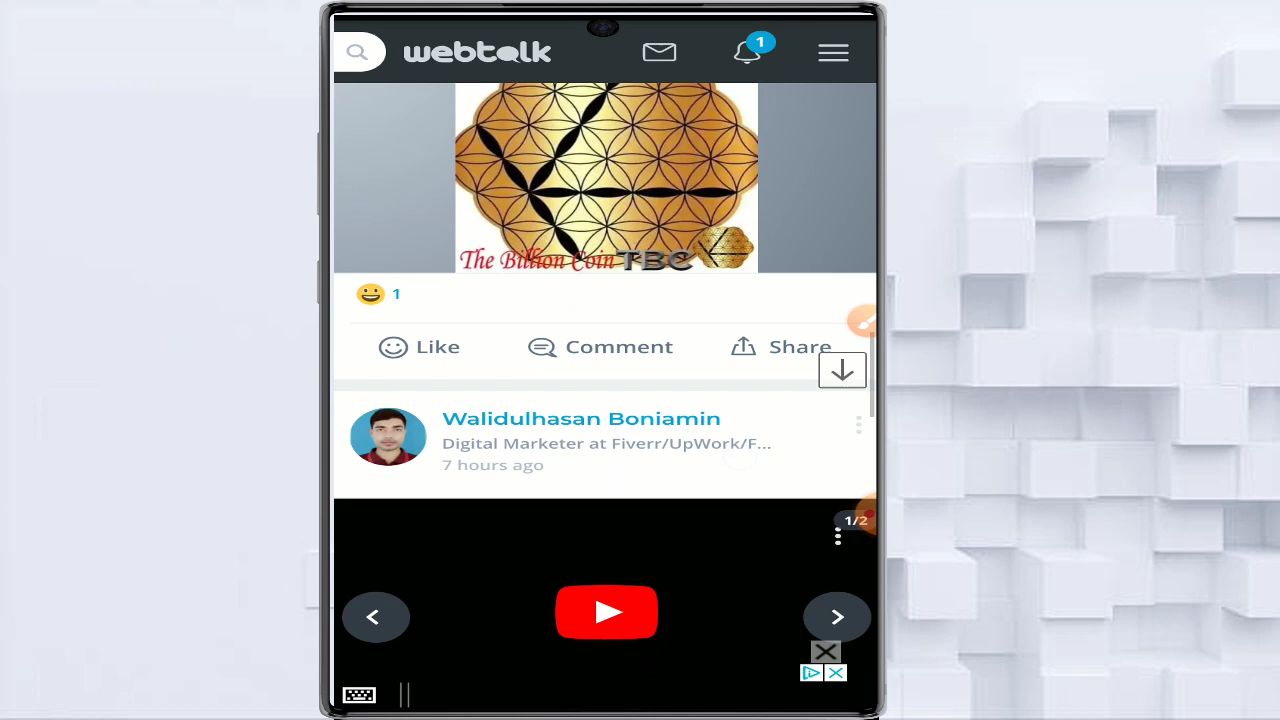 webtalk
1
The Billion Coin TBC
1
Like
Comment
Share
Walidulhasan Boniamin
Digital Marketer at Fiverr/UpWork/F...
7 hours ago
1/2